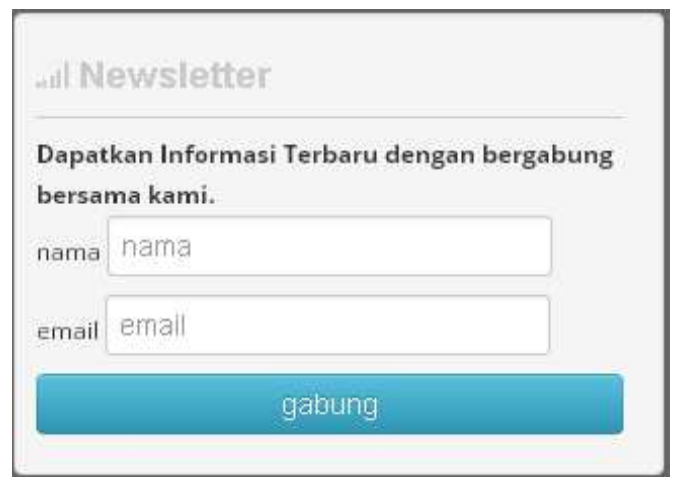 Newsletter
Dapatkan Informasi Terbaru dengan bergabung
bersama kami.
nama nama
email email
gabung